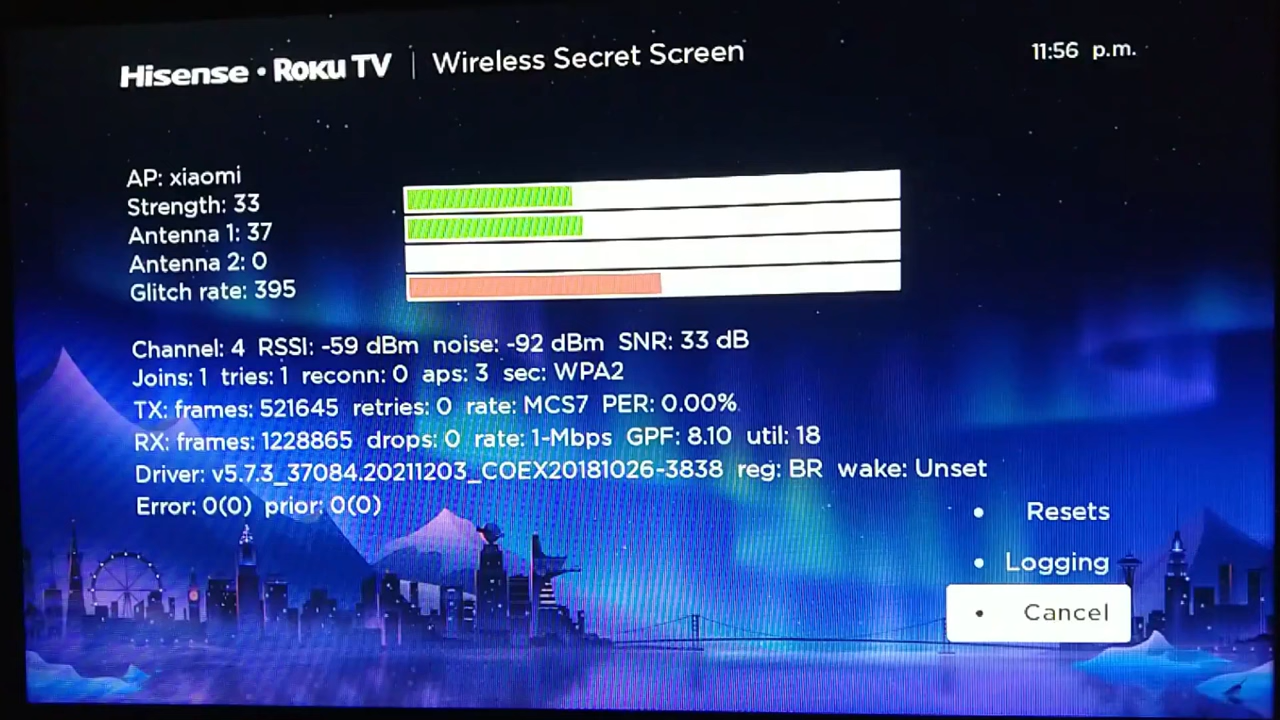 Hisense • Roku TV | Wireless Secret Screen 11:56 p.m.
AP: xiaomi
Strength: 33
Antenna 1: 37
Antenna 2: 0
Glitch rate: 395
Channel: 4 RSSI: -59 dBm noise: -92 dBm SNR: 33 dB
Joins: 1 tries: 1 reconn: 0 aps: 3 sec: WPA2
TX: frames: 521645 retries: 0 rate: MCS7 PER: 0.00%
RX: frames: 1228865 drops: 0 rate: 1-Mbps GPF: 8.10 util: 18
Driver: v5.7.3_37084.20211203_COEX20181026-3838 reg: BR wake: Unset
Error: 0(0) prior: 0(0)
• Resets
• Logging
• Cancel